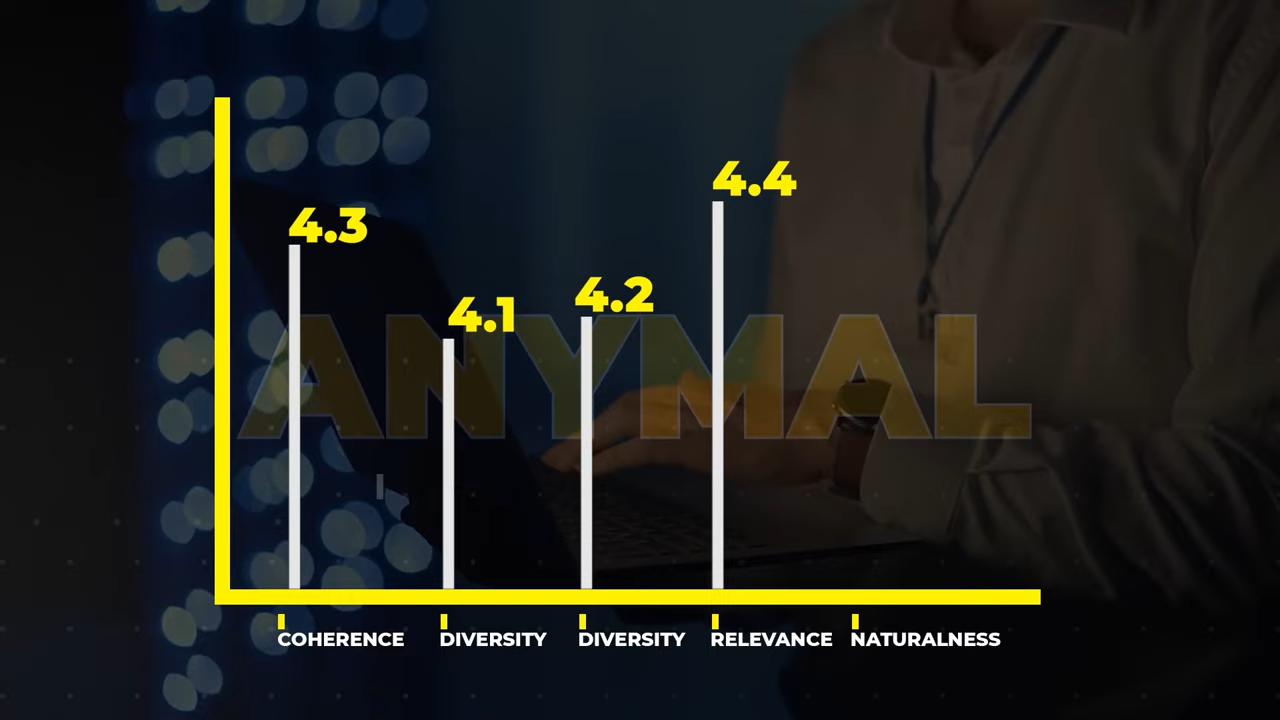 4.4
4.3
4.2
4.1
ANYMAL
COHERENCE DIVERSITY DIVERSITY RELEVANCE NATURALNESS